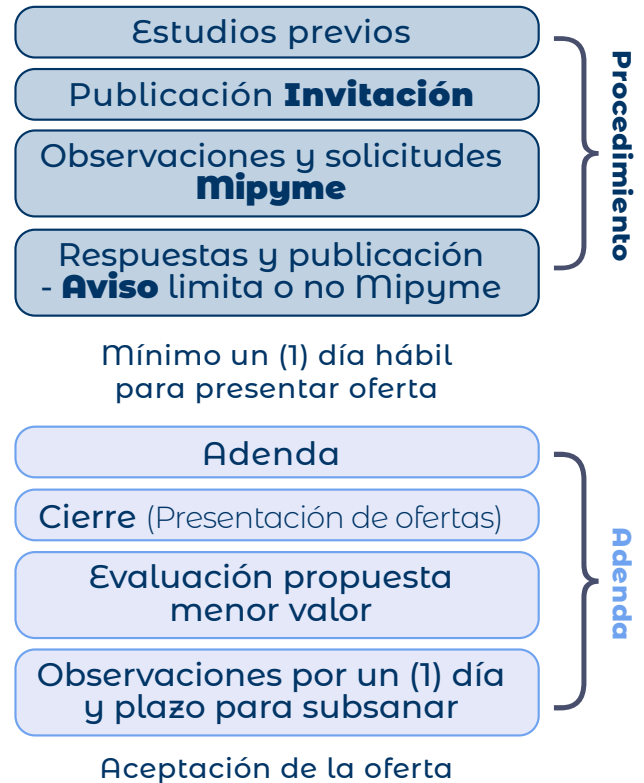 Estudios previos
Publicación Invitación
Observaciones y solicitudes
Mipyme
Respuestas y publicación
- Aviso limita o no Mipyme
Procedimiento
Mínimo un (1) día hábil
para presentar oferta
Adenda
Cierre (Presentación de ofertas)
Evaluación propuesta
menor valor
Observaciones por un (1) día
y plazo para subsanar
Adenda
Aceptación de la oferta